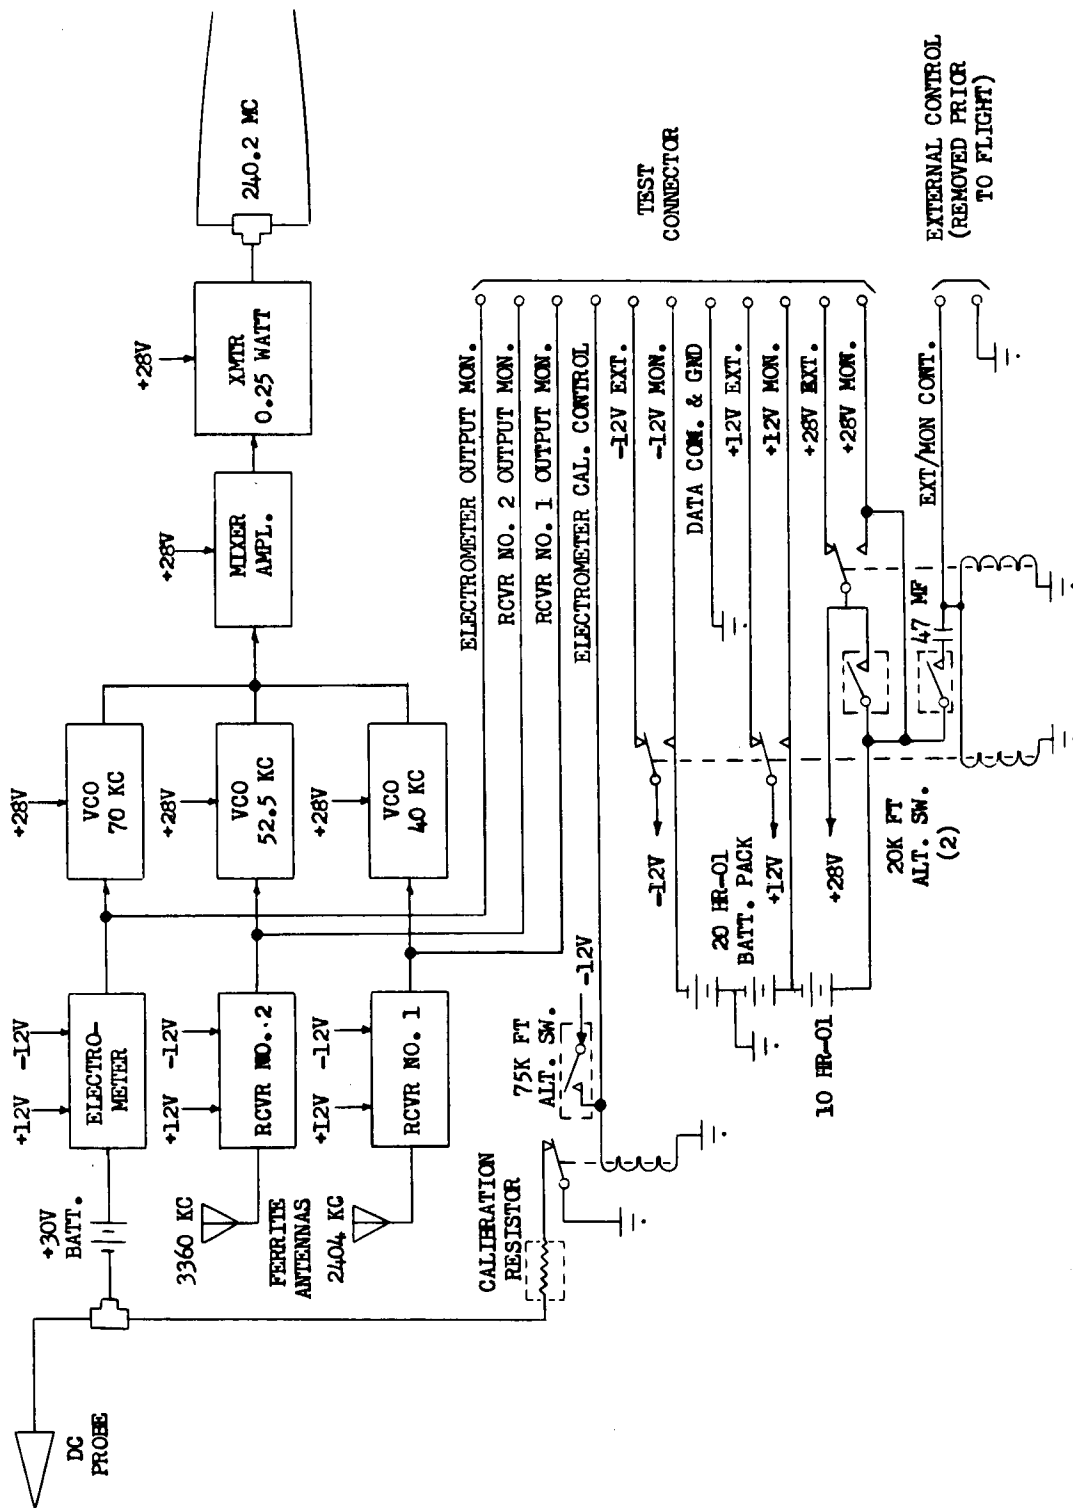 DC
PROBE
+30V
BATT.
+12V
-12V
ELECTRO-
METER
+28V
VCO
70 KC
+28V
MIXER
AMPL.
+28V
XMTR
0.25 WATT
240.2 MC
3360 KC
+12V
-12V
RCVR NO. 2
+28V
VCO
52.5 KC
FERRITE
ANTENNAS
2404 KC
+12V
-12V
RCVR NO. 1
+28V
VCO
40 KC
CALIBRATION
RESISTOR
75K FT
ALT. SW.
-12V
ELECTROMETER OUTPUT MON.
RCVR NO. 2 OUTPUT MON.
RCVR NO. 1 OUTPUT MON.
ELECTROMETER CAL. CONTROL
-12V EXT.
-12V MON.
DATA COM. & GND
+12V EXT.
+12V MON.
+28V EXT.
+28V MON.
EXT/MON CONT.
TEST
CONNECTOR
-12V
20 HR-01
BATT. PACK
+12V
+28V
10 HR-01
20K FT
ALT. SW.
(2)
47 MF
EXTERNAL CONTROL
(REMOVED PRIOR
TO FLIGHT)